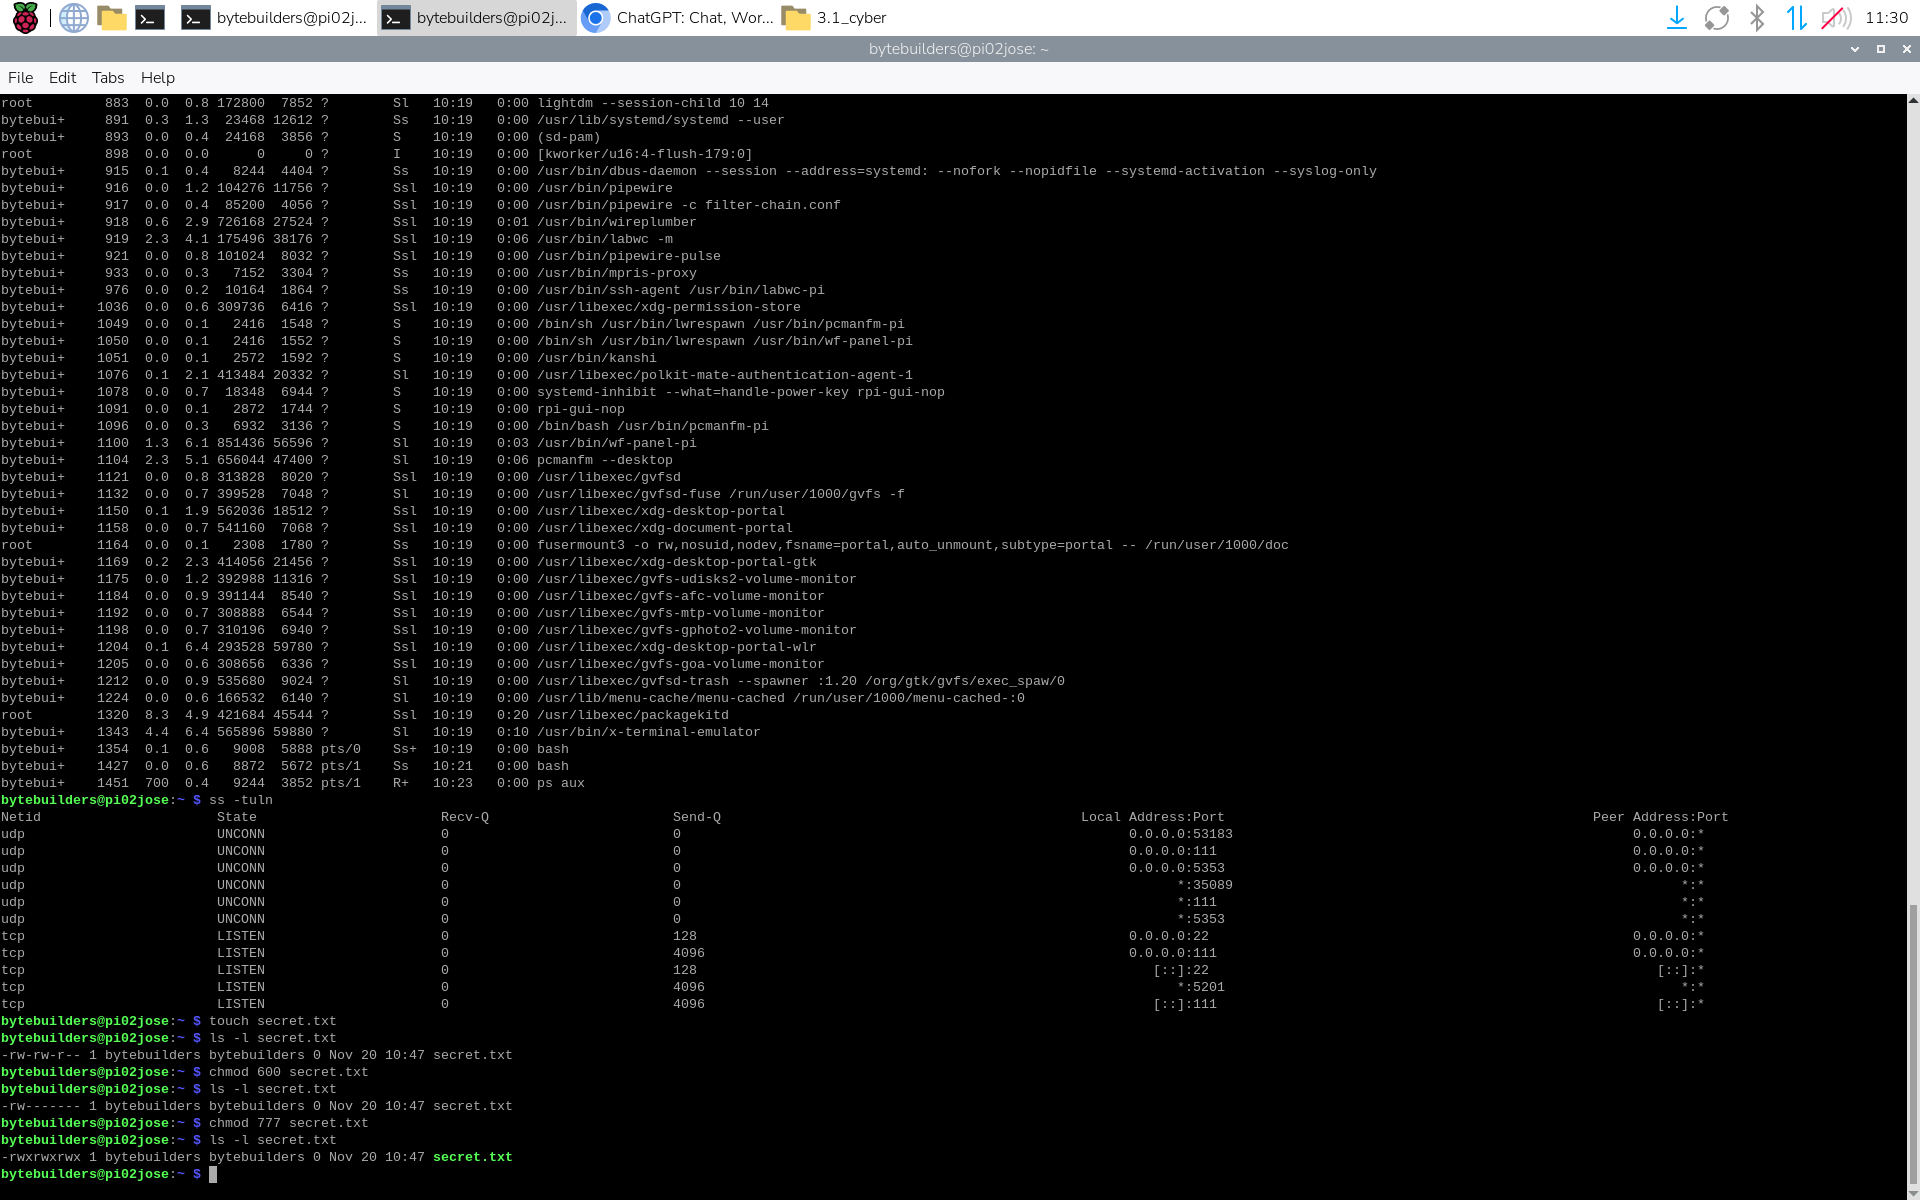 bytebuilders@pi02j... bytebuilders@pi02j... ChatGPT: Chat, Wor... 3.1_cyber 11:30
bytebuilders@pi02jose: ~
File Edit Tabs Help
root 883 0.0 0.8 172800 7852 ? Sl 10:19 0:00 lightdm --session-child 10 14
bytebui+ 891 0.3 1.3 23468 12612 ? Ss 10:19 0:00 /usr/lib/systemd/systemd --user
bytebui+ 893 0.0 0.4 24168 3856 ? S 10:19 0:00 (sd-pam)
root 898 0.0 0.0 0 0 ? I 10:19 0:00 [kworker/u16:4-flush-179:0]
bytebui+ 915 0.1 0.4 8244 4404 ? Ss 10:19 0:00 /usr/bin/dbus-daemon --session --address=systemd: --nofork --nopidfile --systemd-activation --syslog-only
bytebui+ 916 0.0 1.2 104276 11756 ? Ssl 10:19 0:00 /usr/bin/pipewire
bytebui+ 917 0.0 0.4 85200 4056 ? Ssl 10:19 0:00 /usr/bin/pipewire -c filter-chain.conf
bytebui+ 918 0.6 2.9 726168 27524 ? Ssl 10:19 0:01 /usr/bin/wireplumber
bytebui+ 919 2.3 4.1 175496 38176 ? Ssl 10:19 0:06 /usr/bin/labwc -m
bytebui+ 921 0.0 0.8 101024 8032 ? Ssl 10:19 0:00 /usr/bin/pipewire-pulse
bytebui+ 933 0.0 0.3 7152 3304 ? Ss 10:19 0:00 /usr/bin/mpris-proxy
bytebui+ 976 0.0 0.2 10164 1864 ? Ss 10:19 0:00 /usr/bin/ssh-agent /usr/bin/labwc-pi
bytebui+ 1036 0.0 0.6 309736 6416 ? Ssl 10:19 0:00 /usr/libexec/xdg-permission-store
bytebui+ 1049 0.0 0.1 2416 1548 ? S 10:19 0:00 /bin/sh /usr/bin/lwrespawn /usr/bin/pcmanfm-pi
bytebui+ 1050 0.0 0.1 2416 1552 ? S 10:19 0:00 /bin/sh /usr/bin/lwrespawn /usr/bin/wf-panel-pi
bytebui+ 1051 0.0 0.1 2572 1592 ? S 10:19 0:00 /usr/bin/kanshi
bytebui+ 1076 0.1 2.1 413484 20332 ? Sl 10:19 0:00 /usr/libexec/polkit-mate-authentication-agent-1
bytebui+ 1078 0.0 0.7 18348 6944 ? S 10:19 0:00 systemd-inhibit --what=handle-power-key rpi-gui-nop
bytebui+ 1091 0.0 0.1 2872 1744 ? S 10:19 0:00 rpi-gui-nop
bytebui+ 1096 0.0 0.3 6932 3136 ? S 10:19 0:00 /bin/bash /usr/bin/pcmanfm-pi
bytebui+ 1100 1.3 6.1 851436 56596 ? Sl 10:19 0:03 /usr/bin/wf-panel-pi
bytebui+ 1104 2.3 5.1 656044 47400 ? Sl 10:19 0:06 pcmanfm --desktop
bytebui+ 1121 0.0 0.8 313828 8020 ? Ssl 10:19 0:00 /usr/libexec/gvfsd
bytebui+ 1132 0.0 0.7 399528 7048 ? Sl 10:19 0:00 /usr/libexec/gvfsd-fuse /run/user/1000/gvfs -f
bytebui+ 1150 0.1 1.9 562036 18512 ? Ssl 10:19 0:00 /usr/libexec/xdg-desktop-portal
bytebui+ 1158 0.0 0.7 541160 7068 ? Ssl 10:19 0:00 /usr/libexec/xdg-document-portal
root 1164 0.0 0.1 2308 1780 ? Ss 10:19 0:00 fusermount3 -o rw,nosuid,nodev,fsname=portal,auto_unmount,subtype=portal -- /run/user/1000/doc
bytebui+ 1169 0.2 2.3 414056 21456 ? Ssl 10:19 0:00 /usr/libexec/xdg-desktop-portal-gtk
bytebui+ 1175 0.0 1.2 392988 11316 ? Ssl 10:19 0:00 /usr/libexec/gvfs-udisks2-volume-monitor
bytebui+ 1184 0.0 0.9 391144 8540 ? Ssl 10:19 0:00 /usr/libexec/gvfs-afc-volume-monitor
bytebui+ 1192 0.0 0.7 308888 6544 ? Ssl 10:19 0:00 /usr/libexec/gvfs-mtp-volume-monitor
bytebui+ 1198 0.0 0.7 310196 6940 ? Ssl 10:19 0:00 /usr/libexec/gvfs-gphoto2-volume-monitor
bytebui+ 1204 0.1 6.4 293528 59780 ? Ssl 10:19 0:00 /usr/libexec/xdg-desktop-portal-wlr
bytebui+ 1205 0.0 0.6 308656 6336 ? Ssl 10:19 0:00 /usr/libexec/gvfs-goa-volume-monitor
bytebui+ 1212 0.0 0.9 535680 9024 ? Sl 10:19 0:00 /usr/libexec/gvfsd-trash --spawner :1.20 /org/gtk/gvfs/exec_spaw/0
bytebui+ 1224 0.0 0.6 166532 6140 ? Sl 10:19 0:00 /usr/lib/menu-cache/menu-cached /run/user/1000/menu-cached-:0
root 1320 8.3 4.9 421684 45544 ? Ssl 10:19 0:20 /usr/libexec/packagekitd
bytebui+ 1343 4.4 6.4 565896 59880 ? Sl 10:19 0:10 /usr/bin/x-terminal-emulator
bytebui+ 1354 0.1 0.6 9008 5888 pts/0 Ss+ 10:19 0:00 bash
bytebui+ 1427 0.0 0.6 8872 5672 pts/1 Ss 10:21 0:00 bash
bytebui+ 1451 700 0.4 9244 3852 pts/1 R+ 10:23 0:00 ps aux
bytebuilders@pi02jose:~ $ ss -tuln
Netid State Recv-Q Send-Q Local Address:Port Peer Address:Port
udp UNCONN 0 0 0.0.0.0:53183 0.0.0.0:*
udp UNCONN 0 0 0.0.0.0:111 0.0.0.0:*
udp UNCONN 0 0 0.0.0.0:5353 0.0.0.0:*
udp UNCONN 0 0 *:35089 *:*
udp UNCONN 0 0 *:111 *:*
udp UNCONN 0 0 *:5353 *:*
tcp LISTEN 0 128 0.0.0.0:22 0.0.0.0:*
tcp LISTEN 0 4096 0.0.0.0:111 0.0.0.0:*
tcp LISTEN 0 128 [::]:22 [::]:*
tcp LISTEN 0 4096 *:5201 *:*
tcp LISTEN 0 4096 [::]:111 [::]:*
bytebuilders@pi02jose:~ $ touch secret.txt
bytebuilders@pi02jose:~ $ ls -l secret.txt
-rw-rw-r-- 1 bytebuilders bytebuilders 0 Nov 20 10:47 secret.txt
bytebuilders@pi02jose:~ $ chmod 600 secret.txt
bytebuilders@pi02jose:~ $ ls -l secret.txt
-rw------- 1 bytebuilders bytebuilders 0 Nov 20 10:47 secret.txt
bytebuilders@pi02jose:~ $ chmod 777 secret.txt
bytebuilders@pi02jose:~ $ ls -l secret.txt
-rwxrwxrwx 1 bytebuilders bytebuilders 0 Nov 20 10:47 secret.txt
bytebuilders@pi02jose:~ $